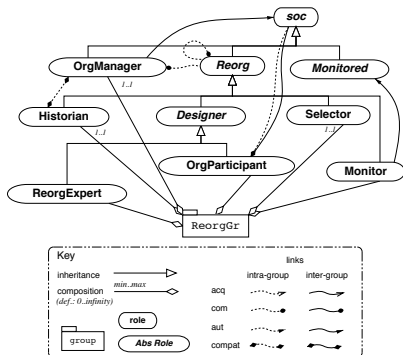 soc
OrgManager
Reorg
Monitored
1..1
Historian
Designer
Selector
1..1
1..1
OrgParticipant
Monitor
ReorgExpert
ReorgGr
Key
links
inheritance
min..max
intra-group
inter-group
composition
(def.: 0..infinity)
acq
com
role
aut
group
Abs Role
compat